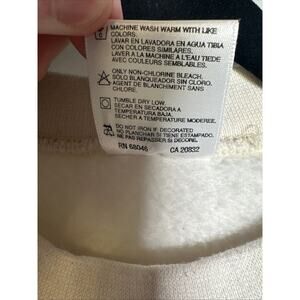 MACHINE WASH WARM WITH LIKE
COLORS.
LAVAR EN LAVADORA EN AGUA TIBIA
CON COLORES SIMILARES.
LAVER A LA MACHINE A L'EAU TIEDE
AVEC COULEURS SEMBLABLES.
ONLY NON-CHLORINE BLEACH.
SOLO BLANQUEADOR SIN CLORO.
AGENT DE BLANCHIMENT SANS
CHLORE.
TUMBLE DRY LOW.
SECAR EN SECADORA A
TEMPERATURA BAJA.
SECHER A TEMPERATURE MODEREE.
DO NOT IRON IF DECORATED
NO PLANCHAR SI TIENE ESTAMPADO.
NE PAS REPASSER SI DECORE.
RN 68046 CA 20832